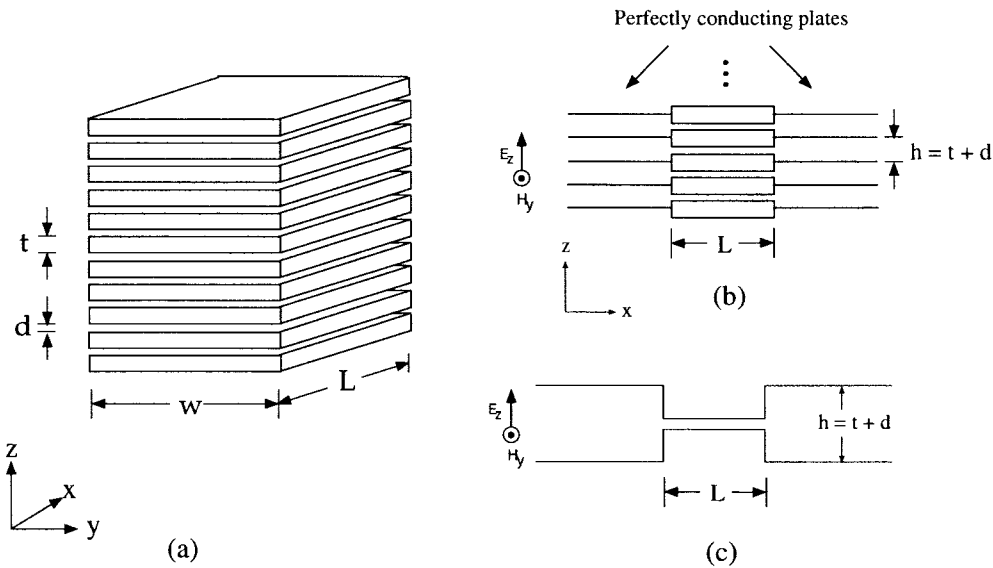 t
d
w
L
z
x
y
(a)
Perfectly conducting plates
E_z
H_y
h = t + d
L
z
x
(b)
E_z
H_y
h = t + d
L
(c)